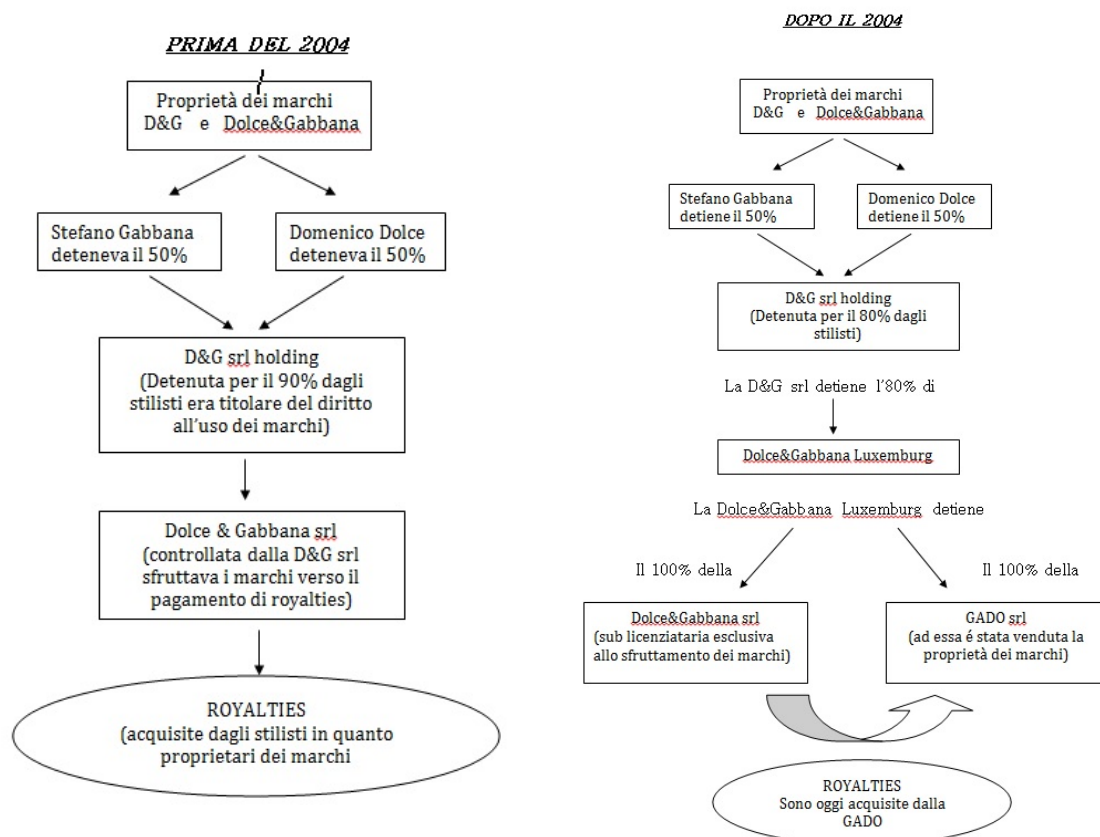 PRIMA DEL 2004
Proprietà dei marchi
D&G e Dolce&Gabbana
Stefano Gabbana
deteneva il 50%
Domenico Dolce
deteneva il 50%
D&G srl holding
(Detenuta per il 90% dagli
stilisti era titolare del diritto
all'uso dei marchi)
Dolce & Gabbana srl
(controllata dalla D&G srl
sfruttava i marchi verso il
pagamento di royalties)
ROYALTIES
(acquisite dagli stilisti in quanto
proprietari dei marchi
DOPO IL 2004
Proprietà dei marchi
D&G e Dolce&Gabbana
Stefano Gabbana
detiene il 50%
Domenico Dolce
detiene il 50%
D&G srl holding
(Detenuta per il 80% dagli
stilisti)
La D&G srl detiene l'80% di
Dolce&Gabbana Luxemburg
La Dolce&Gabbana Luxemburg detiene
Il 100% della
Il 100% della
Dolce&Gabbana srl
(sub licenziataria esclusiva
allo sfruttamento dei marchi)
GADO srl
(ad essa é stata venduta la
proprietà dei marchi)
ROYALTIES
Sono oggi acquisite dalla
GADO